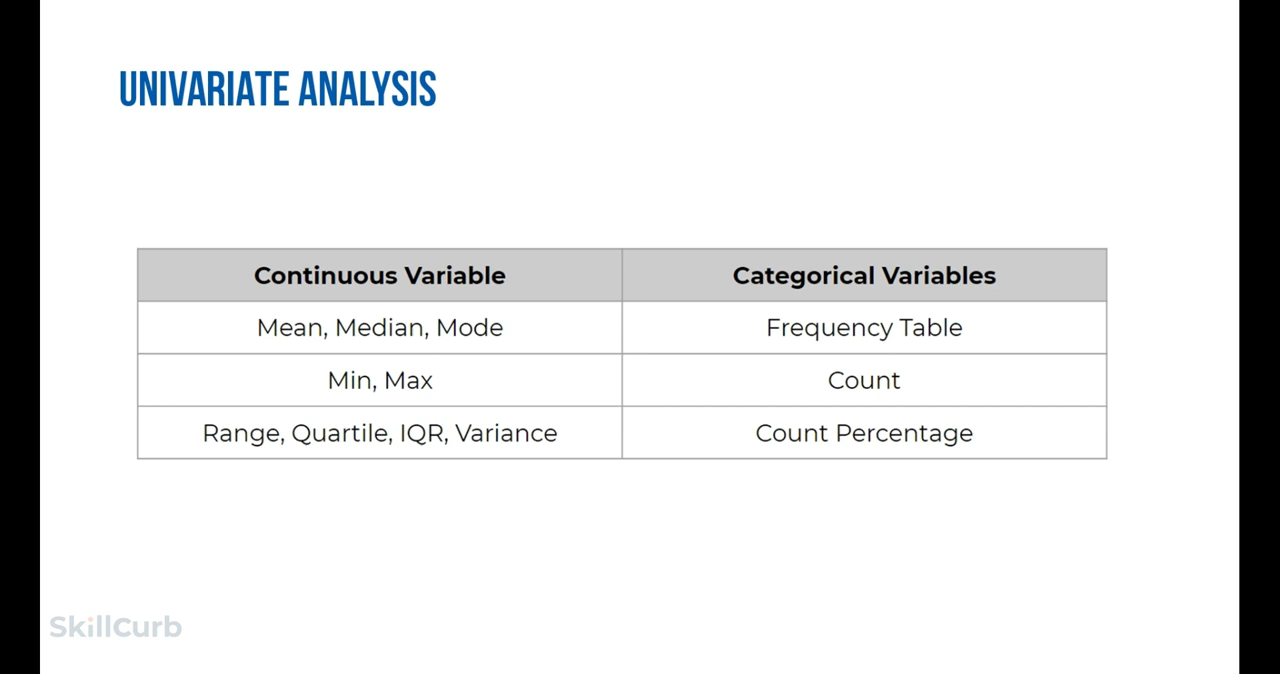 UNIVARIATE ANALYSIS
Continuous Variable
Categorical Variables
Mean, Median, Mode
Frequency Table
Min, Max
Count
Range, Quartile, IQR, Variance
Count Percentage
SkillCurb